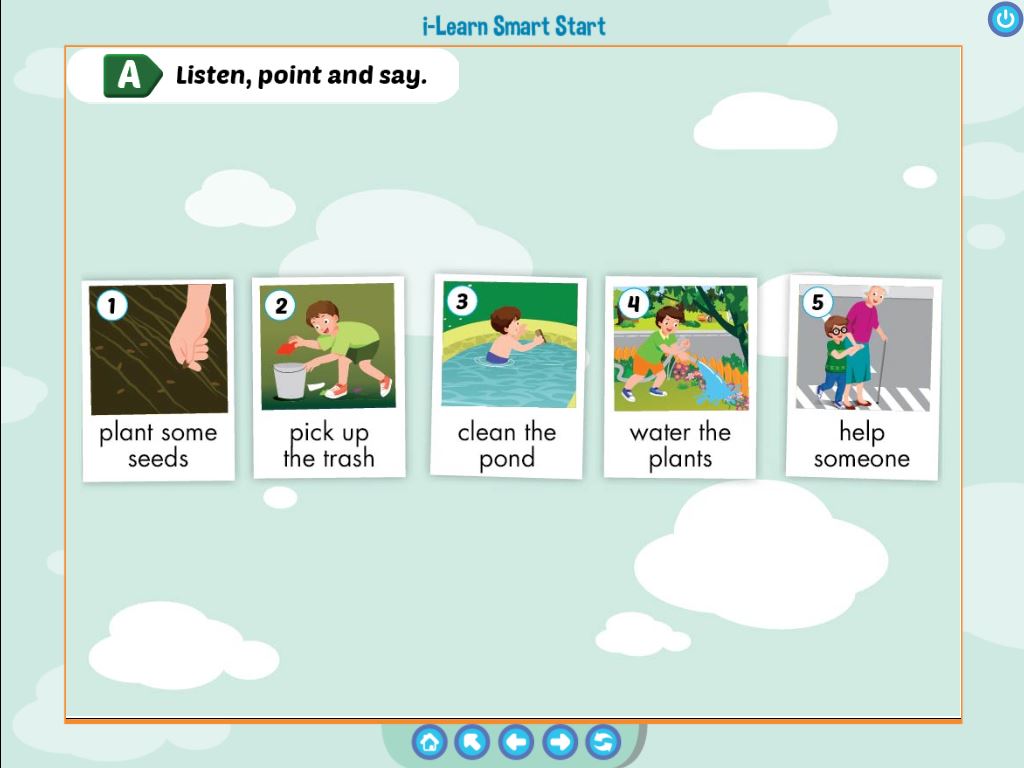 i-Learn Smart Start
A Listen, point and say.
1
plant some
seeds
2
pick up
the trash
3
clean the
pond
4
water the
plants
5
help
someone